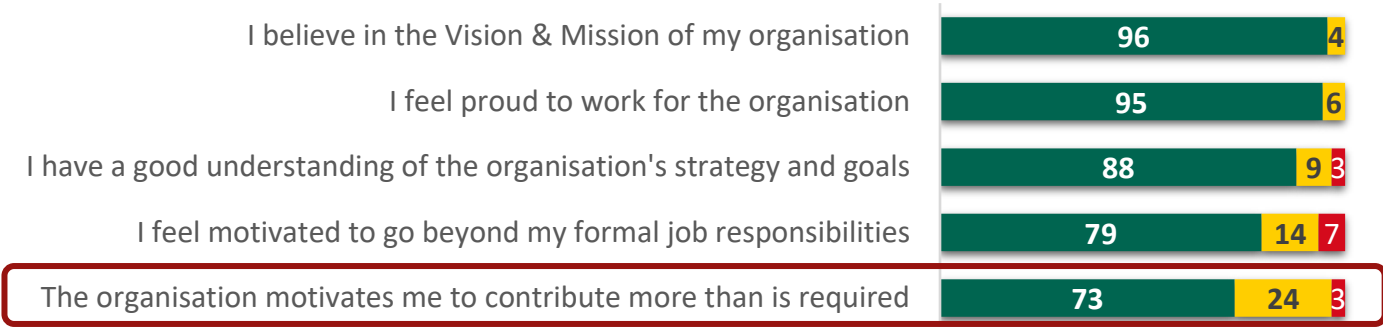 I believe in the Vision & Mission of my organisation 96 4
I feel proud to work for the organisation 95 6
I have a good understanding of the organisation's strategy and goals 88 9 3
I feel motivated to go beyond my formal job responsibilities 79 14 7
The organisation motivates me to contribute more than is required 73 24 3